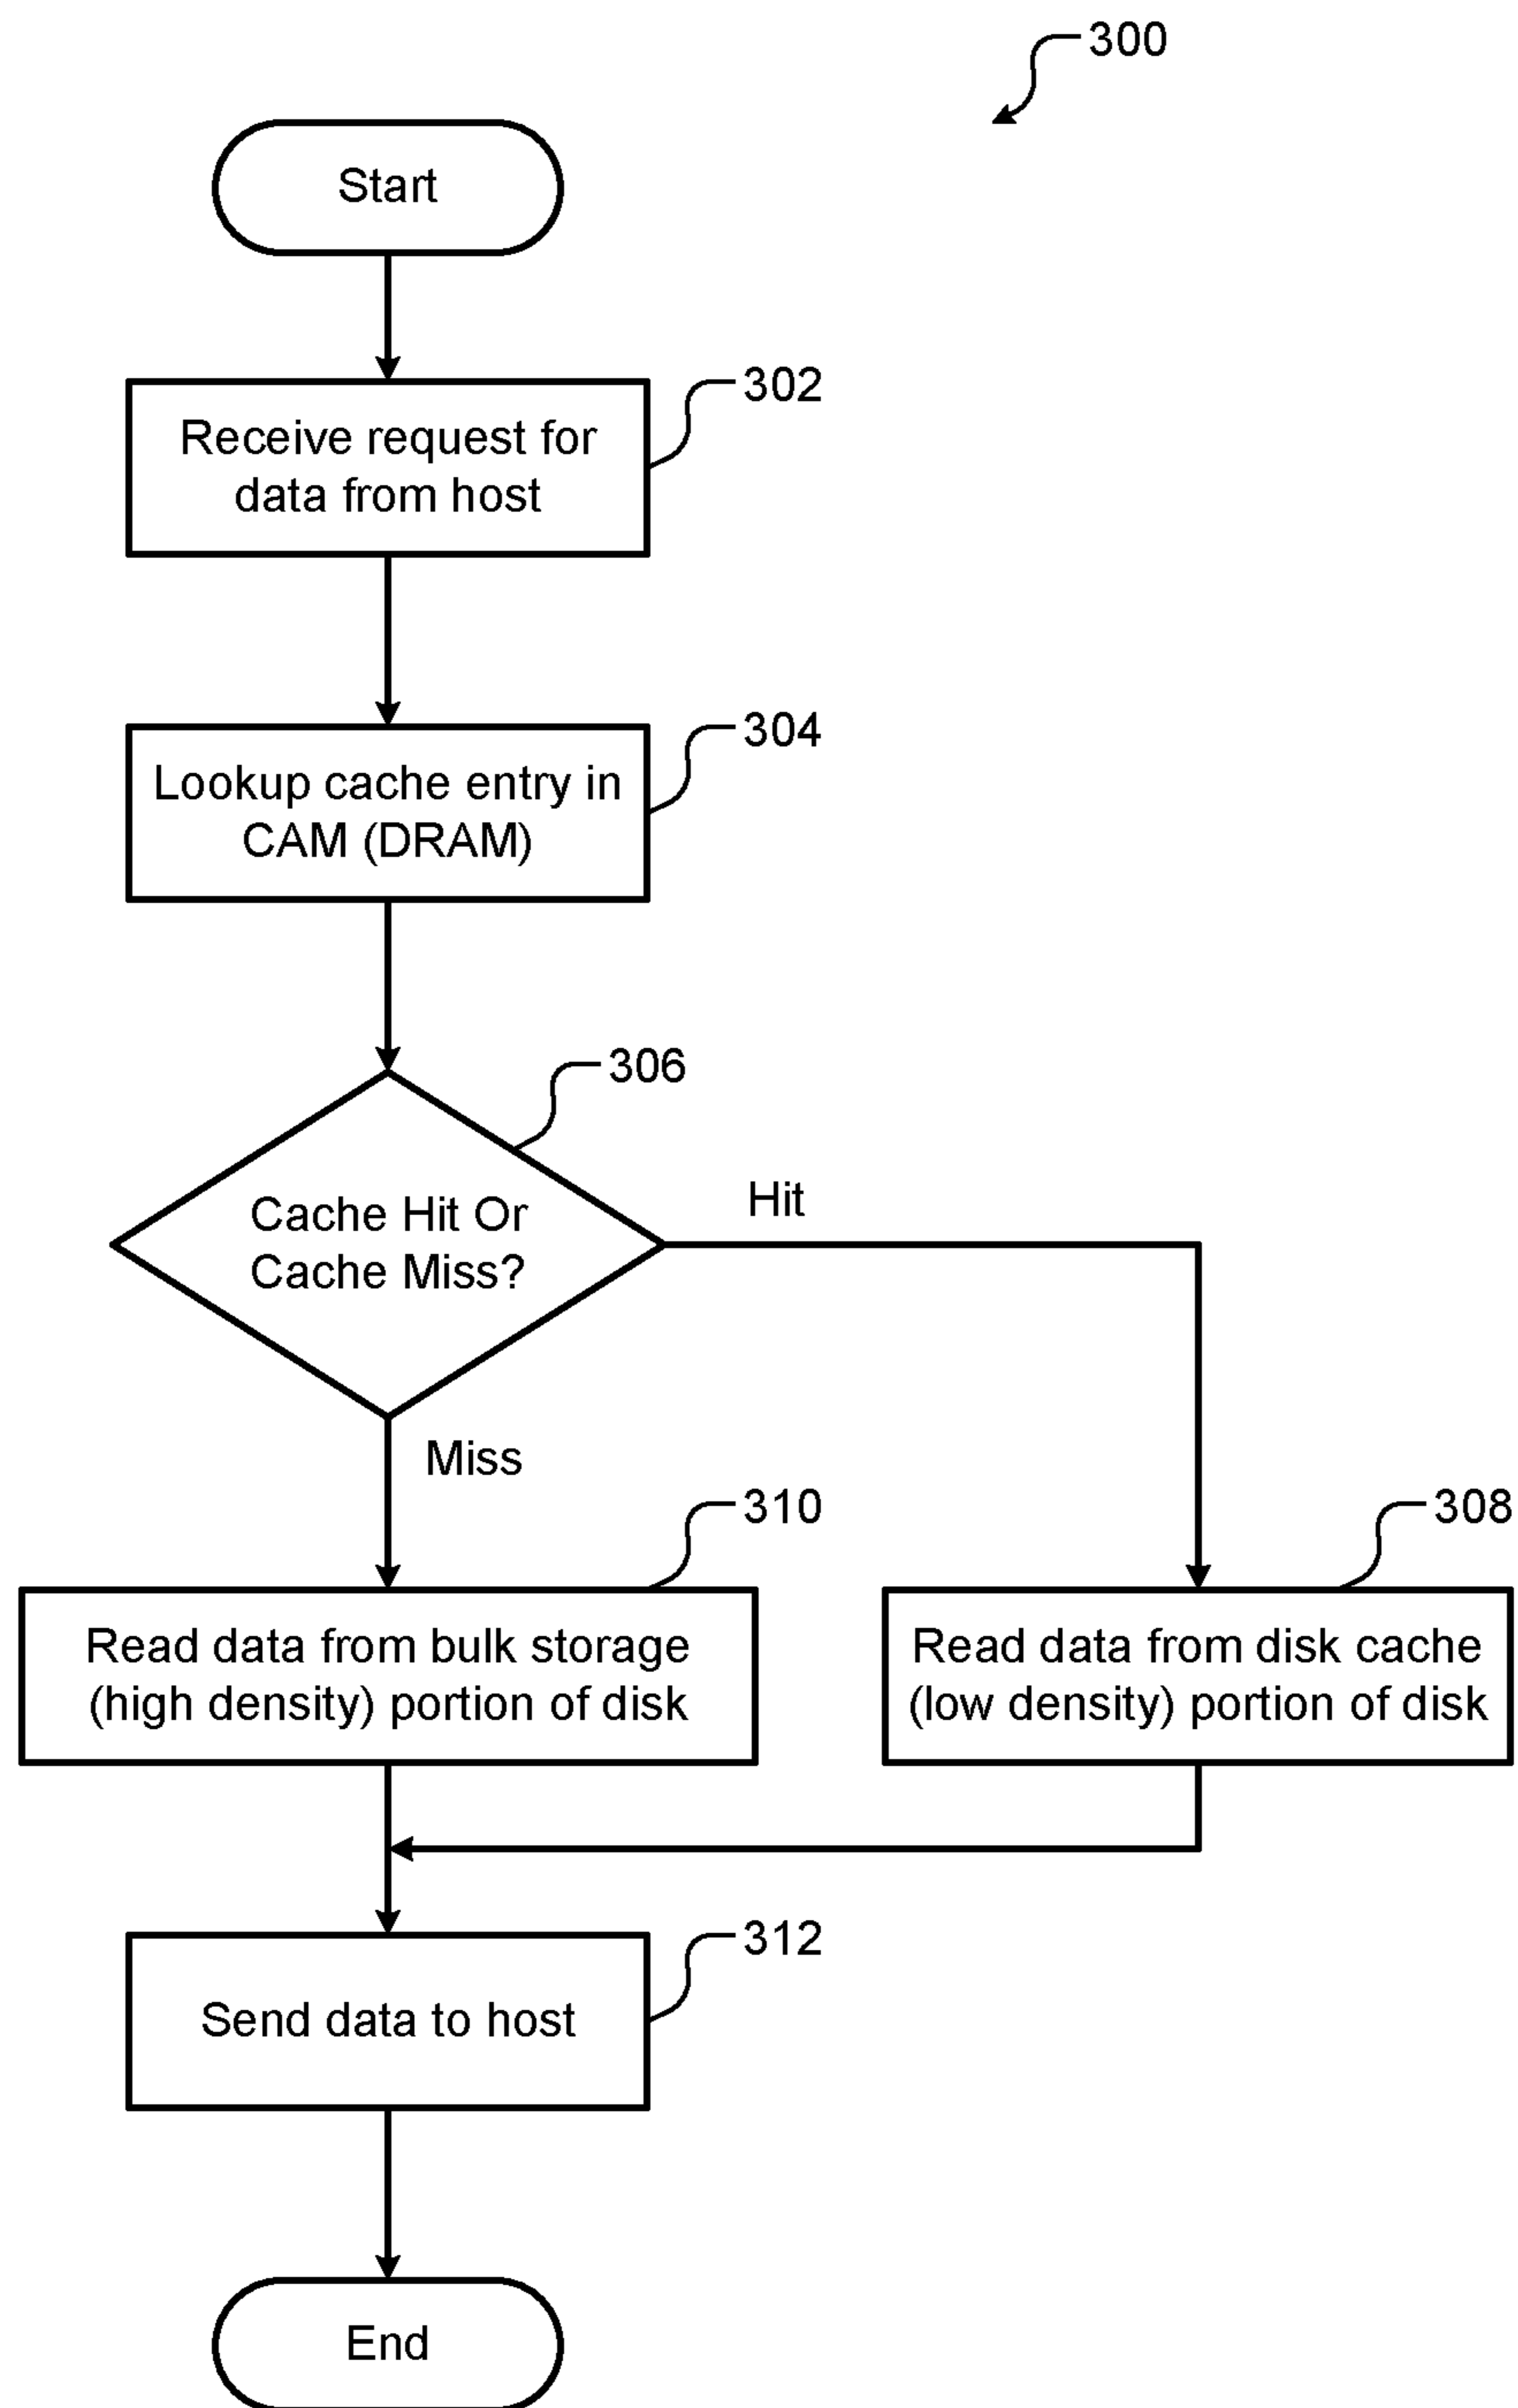 300
Start
302
Receive request for
data from host
304
Lookup cache entry in
CAM (DRAM)
306
Cache Hit Or
Cache Miss?
Hit
Miss
310
Read data from bulk storage
(high density) portion of disk
308
Read data from disk cache
(low density) portion of disk
312
Send data to host
End